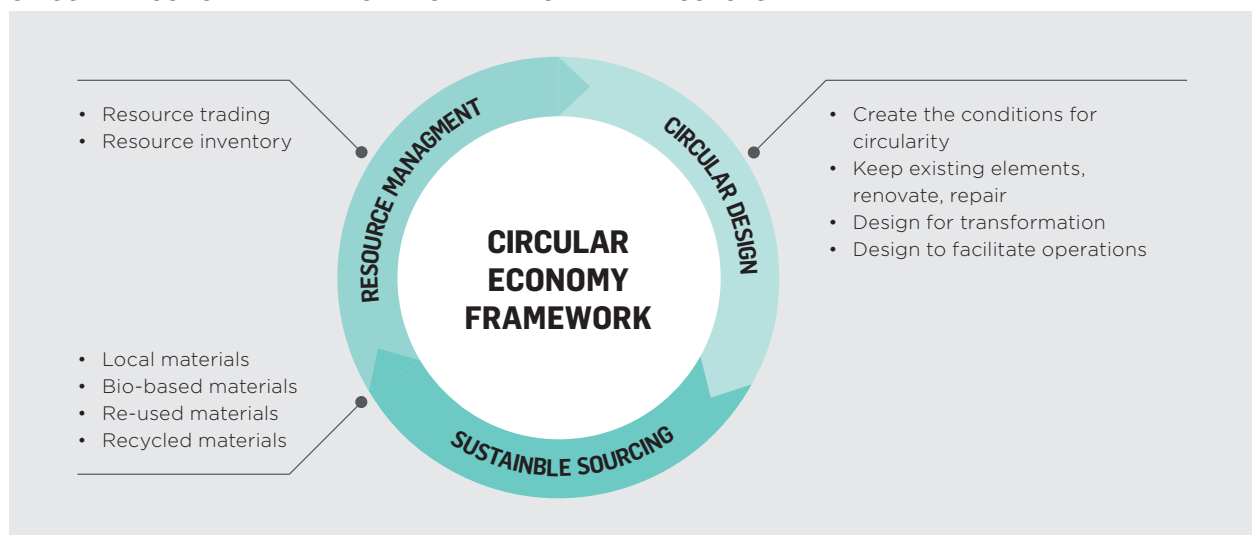 • Resource trading
• Resource inventory
RESOURCE MANAGMENT
CIRCULAR DESIGN
• Create the conditions for
circularity
• Keep existing elements,
renovate, repair
• Design for transformation
• Design to facilitate operations
CIRCULAR
ECONOMY
FRAMEWORK
• Local materials
• Bio-based materials
• Re-used materials
• Recycled materials
SUSTAINBLE SOURCING